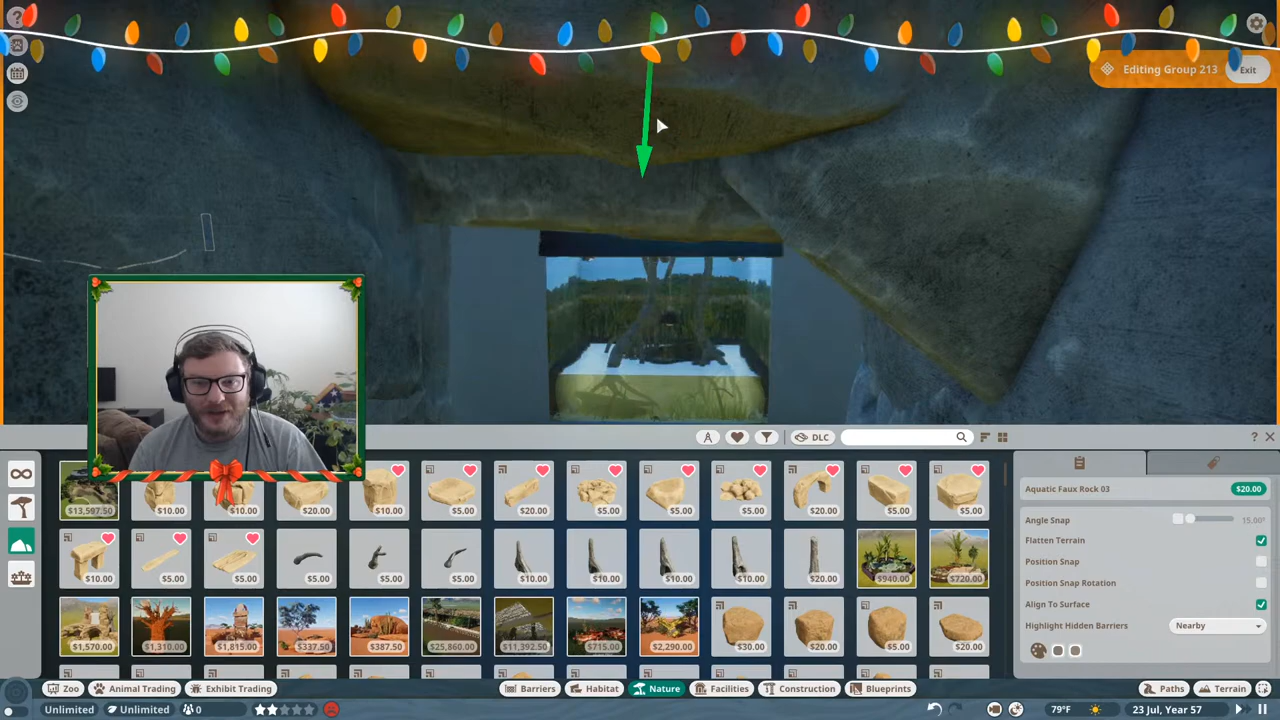 Editing Group 213
Exit
DLC
$13,597.50
$10.00
$10.00
$20.00
$10.00
$5.00
$20.00
$5.00
$5.00
$5.00
$10.00
$5.00
$5.00
$10.00
$5.00
$5.00
$5.00
$5.00
$5.00
$10.00
$10.00
$10.00
$10.00
$20.00
$940.00
$720.00
$1,570.00
$1,310.00
$1,815.00
$337.50
$387.50
$25,860.00
$11,392.50
$715.00
$2,290.00
$30.00
$20.00
$5.00
$20.00
Aquatic Faux Rock 03
$20.00
Angle Snap
15.00°
Flatten Terrain
Position Snap
Position Snap Rotation
Align To Surface
Highlight Hidden Barriers
Nearby
Zoo
Animal Trading
Exhibit Trading
Barriers
Habitat
Nature
Facilities
Construction
Blueprints
Paths
Terrain
Unlimited
Unlimited
0
79°F
23 Jul, Year 57